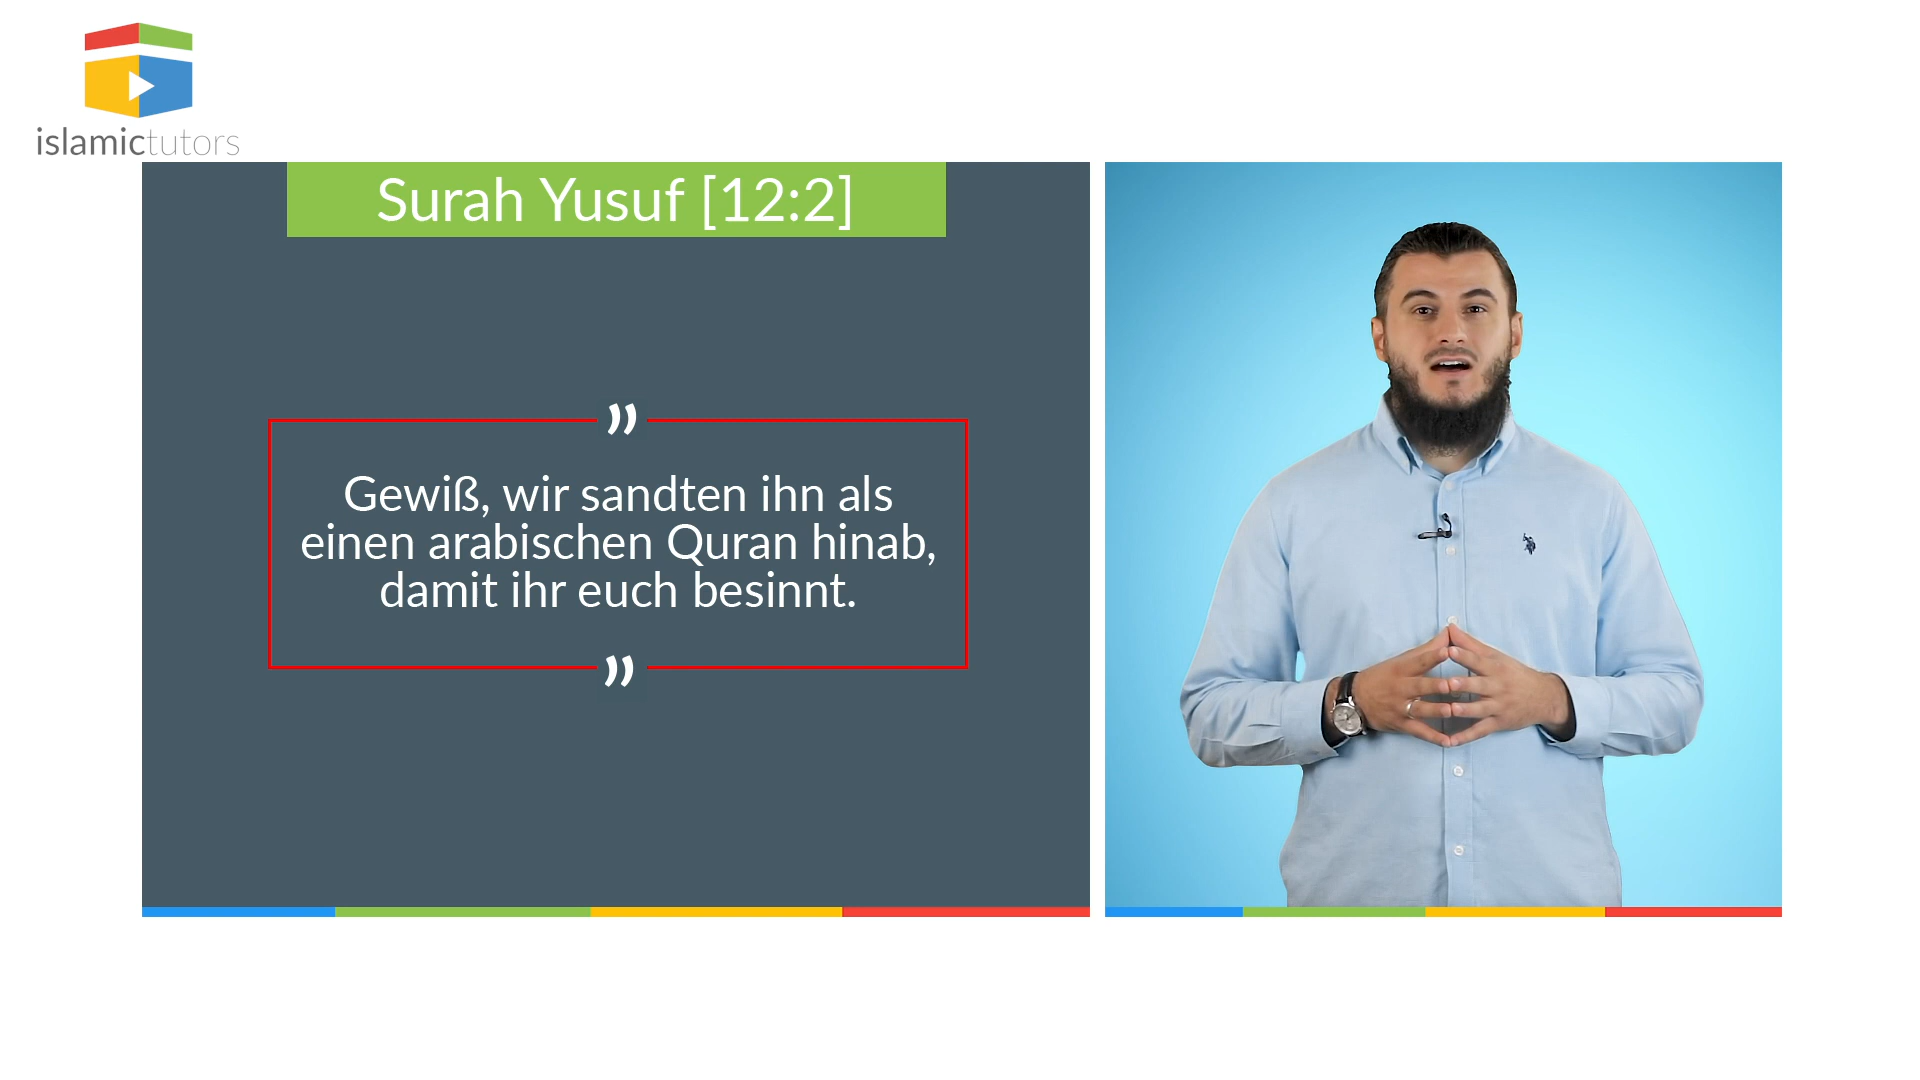 islamictutors
Surah Yusuf [12:2]
”
Gewiß, wir sandten ihn als
einen arabischen Quran hinab,
damit ihr euch besinnt.
”